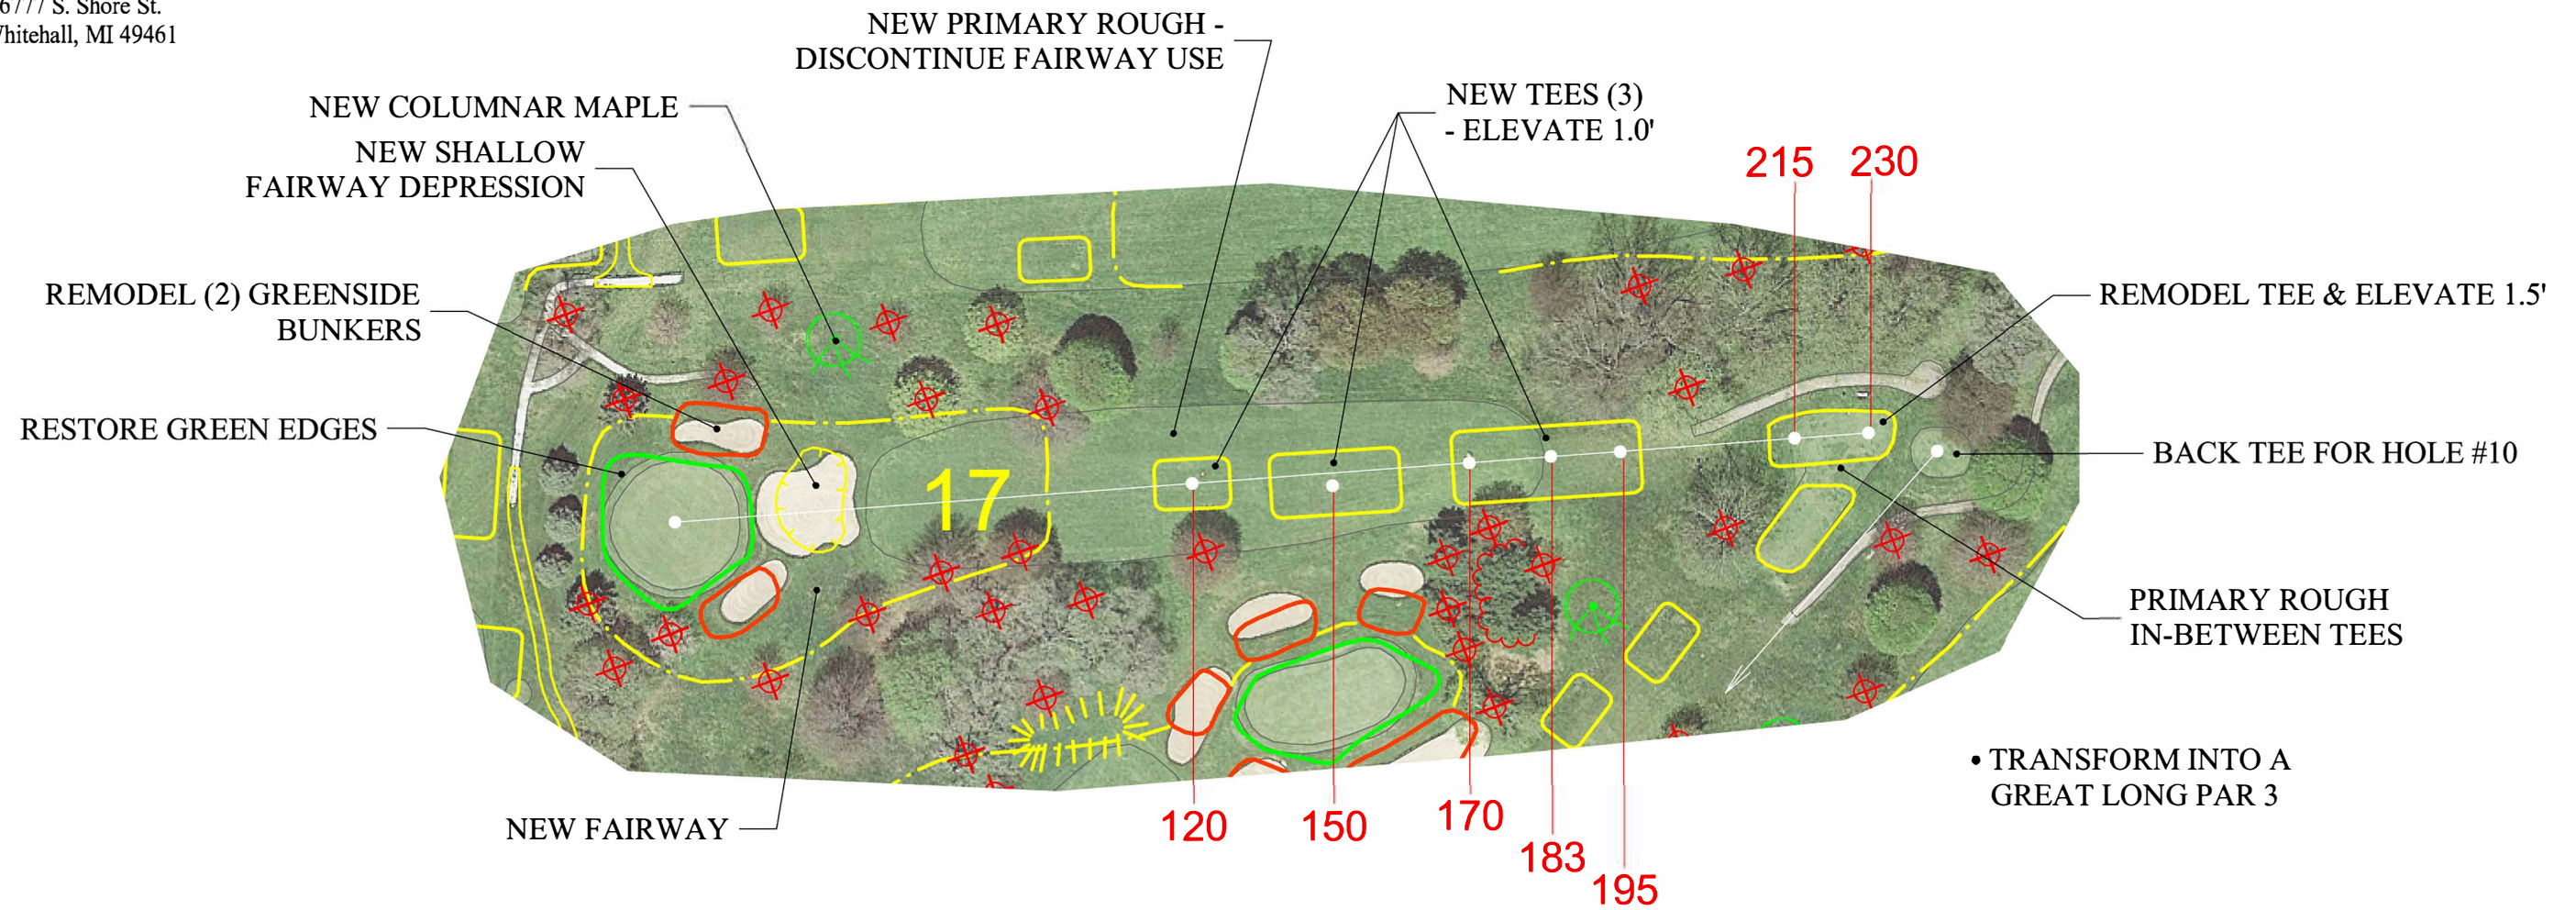 6777 S. Shore St.
Whitehall, MI 49461
NEW PRIMARY ROUGH -
DISCONTINUE FAIRWAY USE
NEW COLUMNAR MAPLE
NEW TEES (3)
- ELEVATE 1.0'
NEW SHALLOW
FAIRWAY DEPRESSION
215
230
REMODEL (2) GREENSIDE
BUNKERS
REMODEL TEE & ELEVATE 1.5'
RESTORE GREEN EDGES
BACK TEE FOR HOLE #10
17
PRIMARY ROUGH
IN-BETWEEN TEES
• TRANSFORM INTO A
GREAT LONG PAR 3
NEW FAIRWAY
120
150
170
183
195